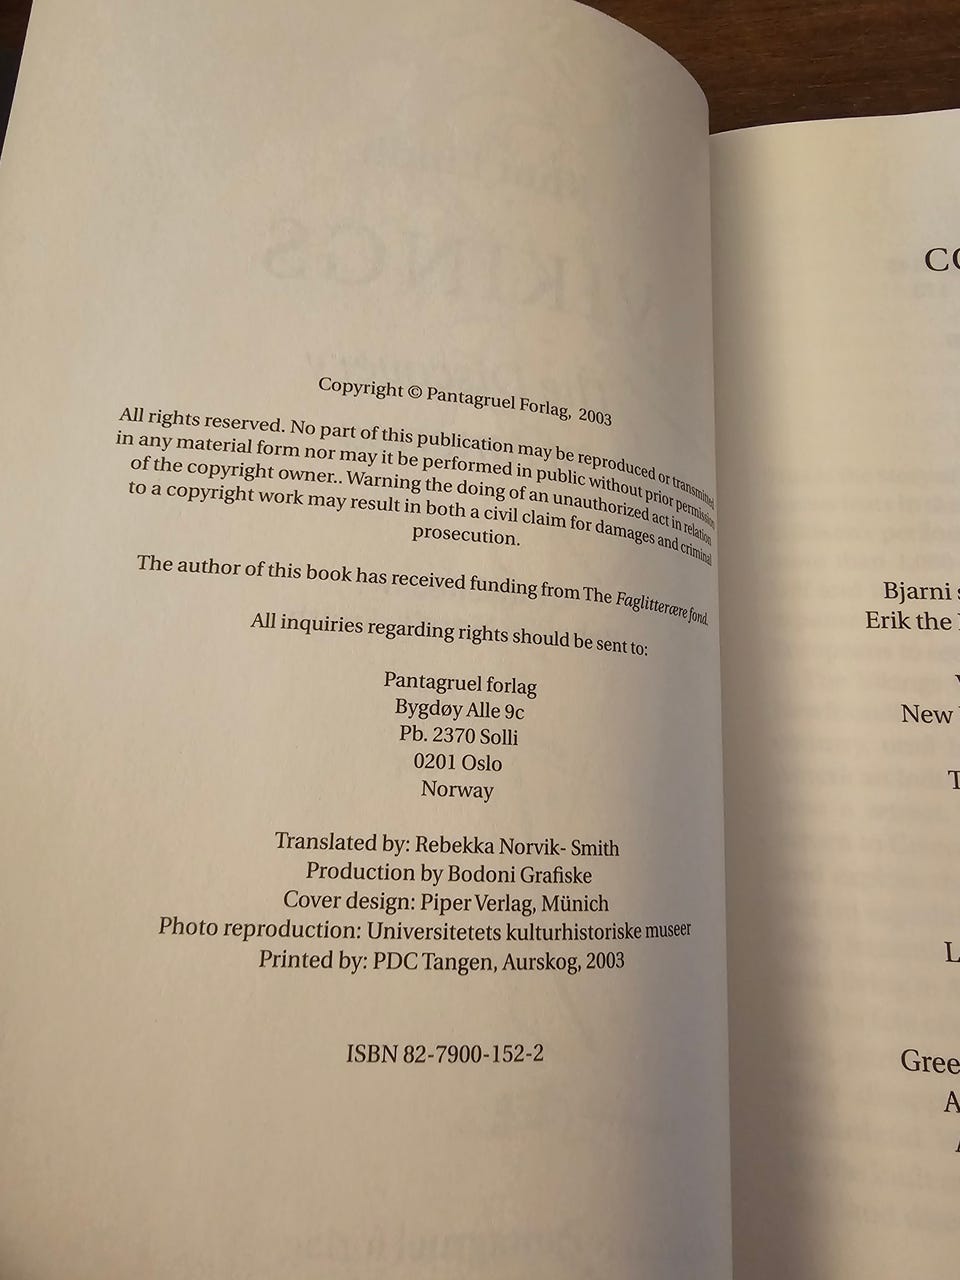 Copyright © Pantagruel Forlag, 2003
All rights reserved. No part of this publication may be reproduced or transmitted
in any material form nor may it be performed in public without prior permission
of the copyright owner.. Warning the doing of an unauthorized act in relation
to a copyright work may result in both a civil claim for damages and criminal
prosecution.
The author of this book has received funding from The Faglitterære fond.
All inquiries regarding rights should be sent to:
Pantagruel forlag
Bygdøy Alle 9c
Pb. 2370 Solli
0201 Oslo
Norway
Translated by: Rebekka Norvik- Smith
Production by Bodoni Grafiske
Cover design: Piper Verlag, Münich
Photo reproduction: Universitetets kulturhistoriske museer
Printed by: PDC Tangen, Aurskog, 2003
ISBN 82-7900-152-2
Bjarni
Erik the
New